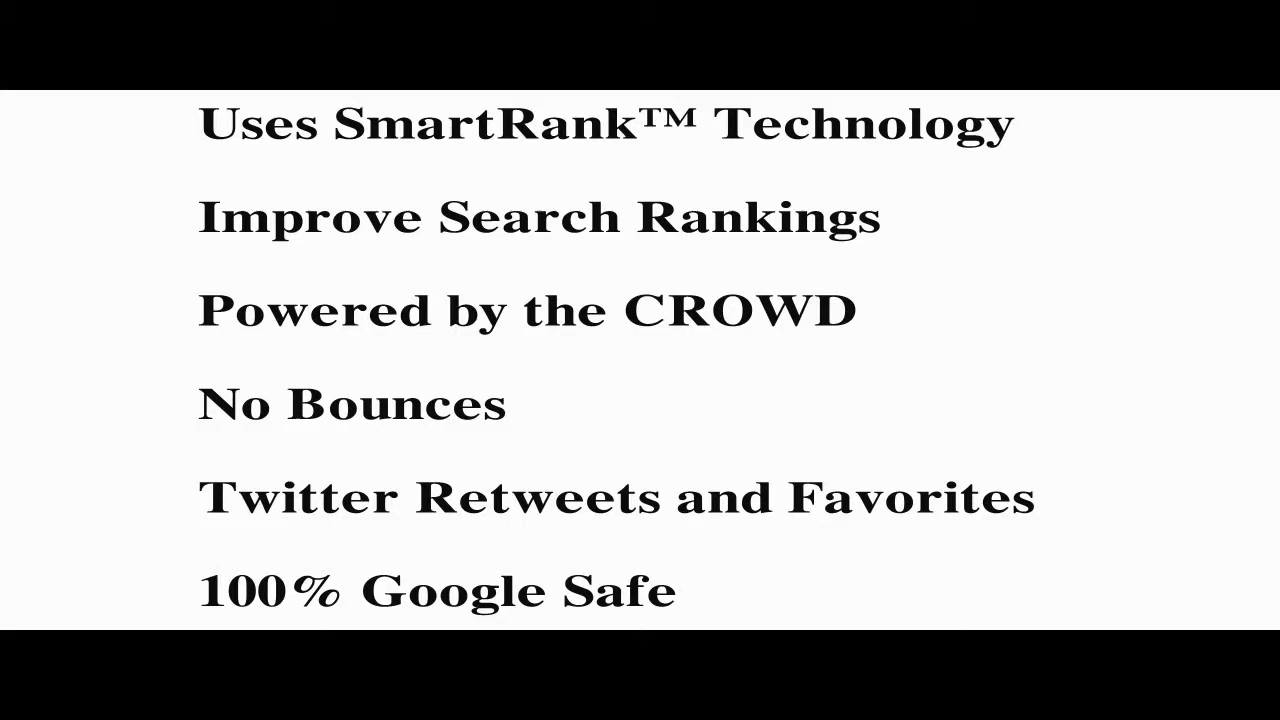 Uses SmartRank™ Technology
Improve Search Rankings
Powered by the CROWD
No Bounces
Twitter Retweets and Favorites
100% Google Safe